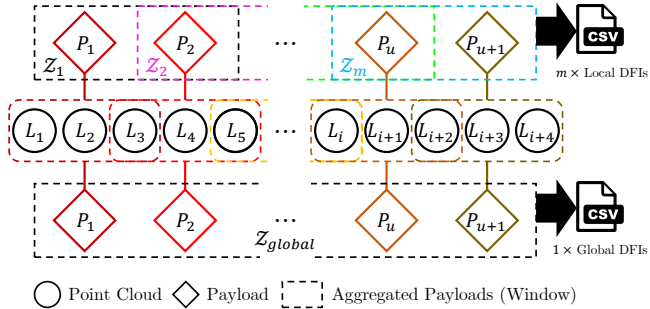 P₁ P₂ ... Pᵤ Pᵤ₊₁ CSV
𝒵₁ 𝒵₂ 𝒵ₘ
m × Local DFIs
L₁ L₂ L₃ L₄ L₅ ... Lᵢ Lᵢ₊₁ Lᵢ₊₂ Lᵢ₊₃ Lᵢ₊₄
P₁ P₂ ... Pᵤ Pᵤ₊₁ CSV
𝒵global
1 × Global DFIs
Point Cloud Payload Aggregated Payloads (Window)